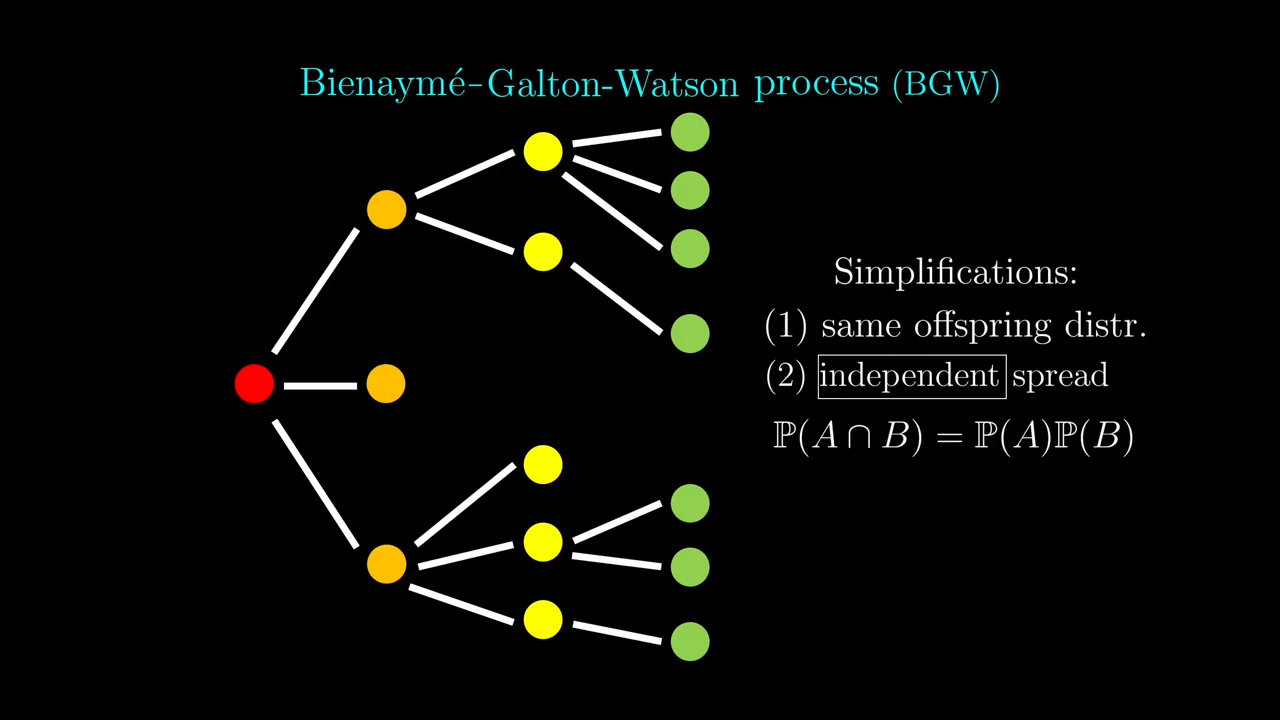 Bienaymé-Galton-Watson process (BGW)
Simplifications:
(1) same offspring distr.
(2) independent spread
ℙ(A ∩ B) = ℙ(A)ℙ(B)